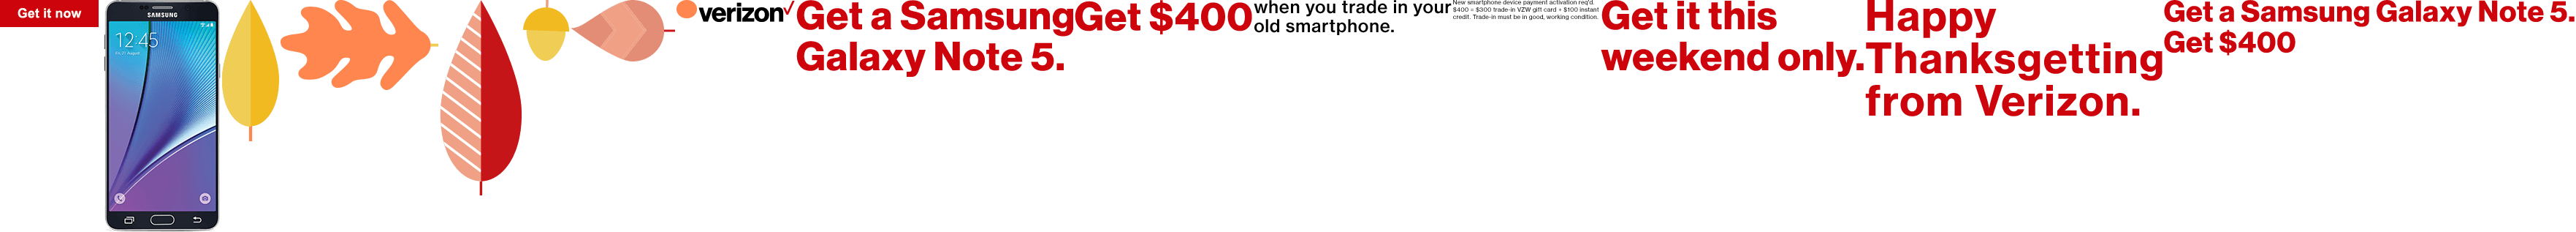 Get it now
SAMSUNG
12:45
verizon
Get a Samsung
Galaxy Note 5.
Get $400
when you trade in your
old smartphone.
New smartphone device payment activation req'd.
$400 = $300 trade-in VZW gift card + $100 instant
credit. Trade-in must be in good, working condition.
Get it this
weekend only.
Happy
Thanksgetting
from Verizon.
Get a Samsung Galaxy Note 5.
Get $400